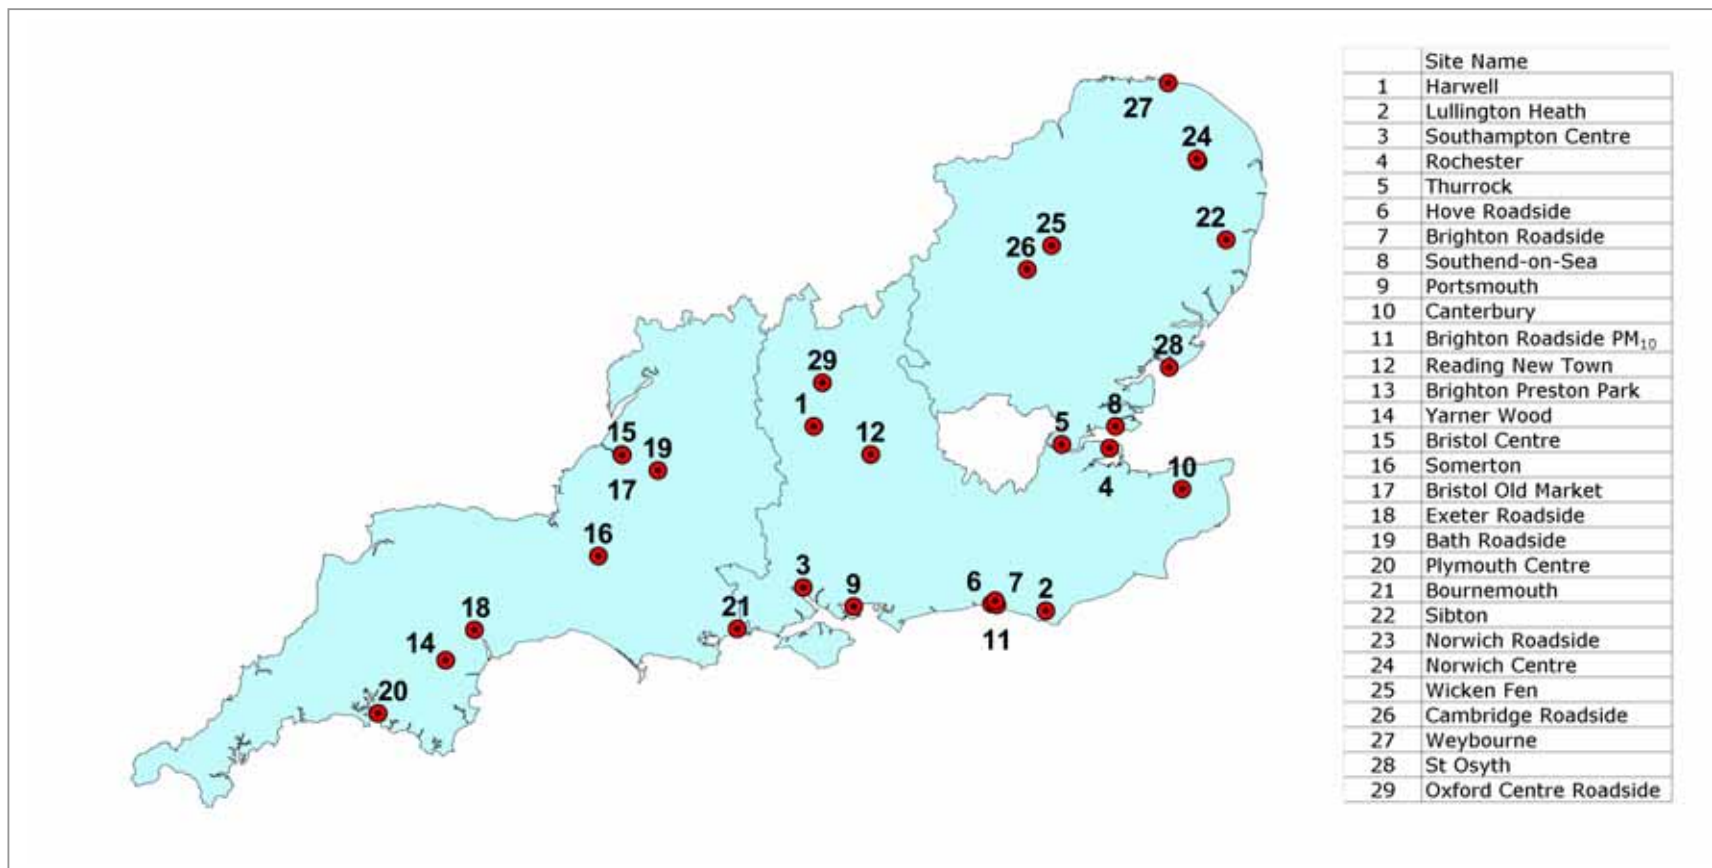 27
24
22
25
26
28
29
1
12
8
5
4
10
15
19
17
16
3
9
6
7
2
11
21
18
14
20
Site Name
1 Harwell
2 Lullington Heath
3 Southampton Centre
4 Rochester
5 Thurrock
6 Hove Roadside
7 Brighton Roadside
8 Southend-on-Sea
9 Portsmouth
10 Canterbury
11 Brighton Roadside PM₁₀
12 Reading New Town
13 Brighton Preston Park
14 Yarner Wood
15 Bristol Centre
16 Somerton
17 Bristol Old Market
18 Exeter Roadside
19 Bath Roadside
20 Plymouth Centre
21 Bournemouth
22 Sibton
23 Norwich Roadside
24 Norwich Centre
25 Wicken Fen
26 Cambridge Roadside
27 Weybourne
28 St Osyth
29 Oxford Centre Roadside